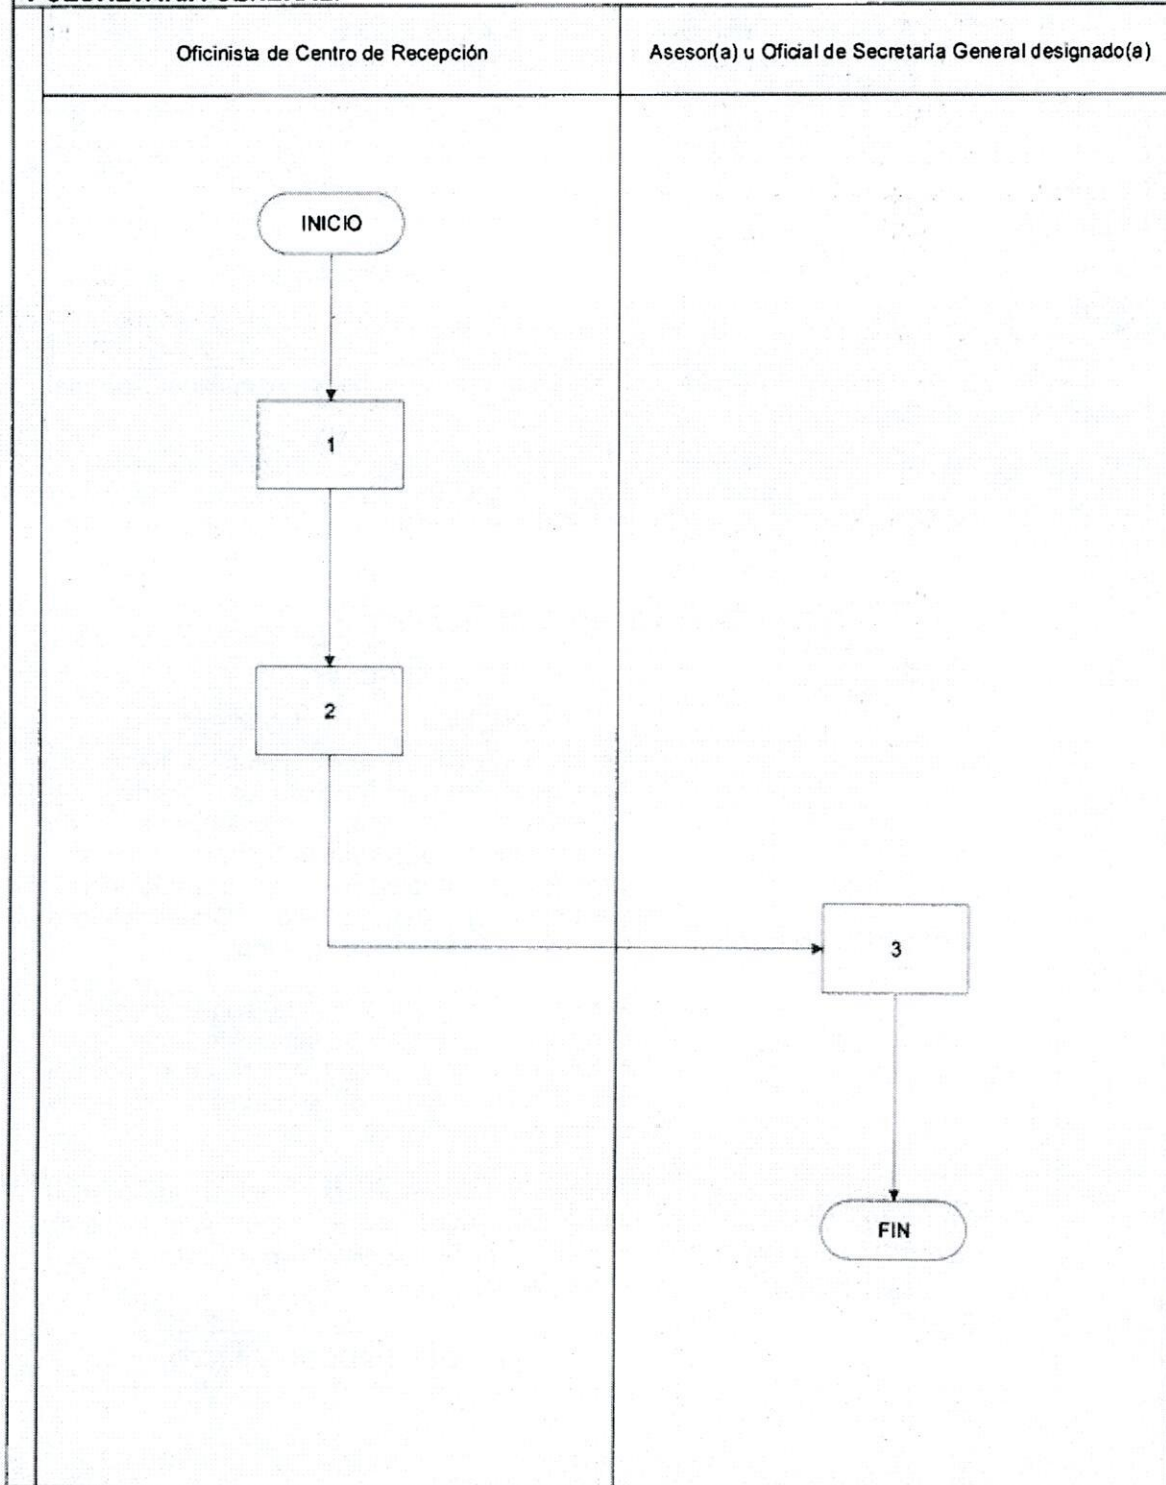 Oficinista de Centro de Recepción
Asesor(a) u Oficial de Secretaría General designado(a)
INICIO
1
2
3
FIN